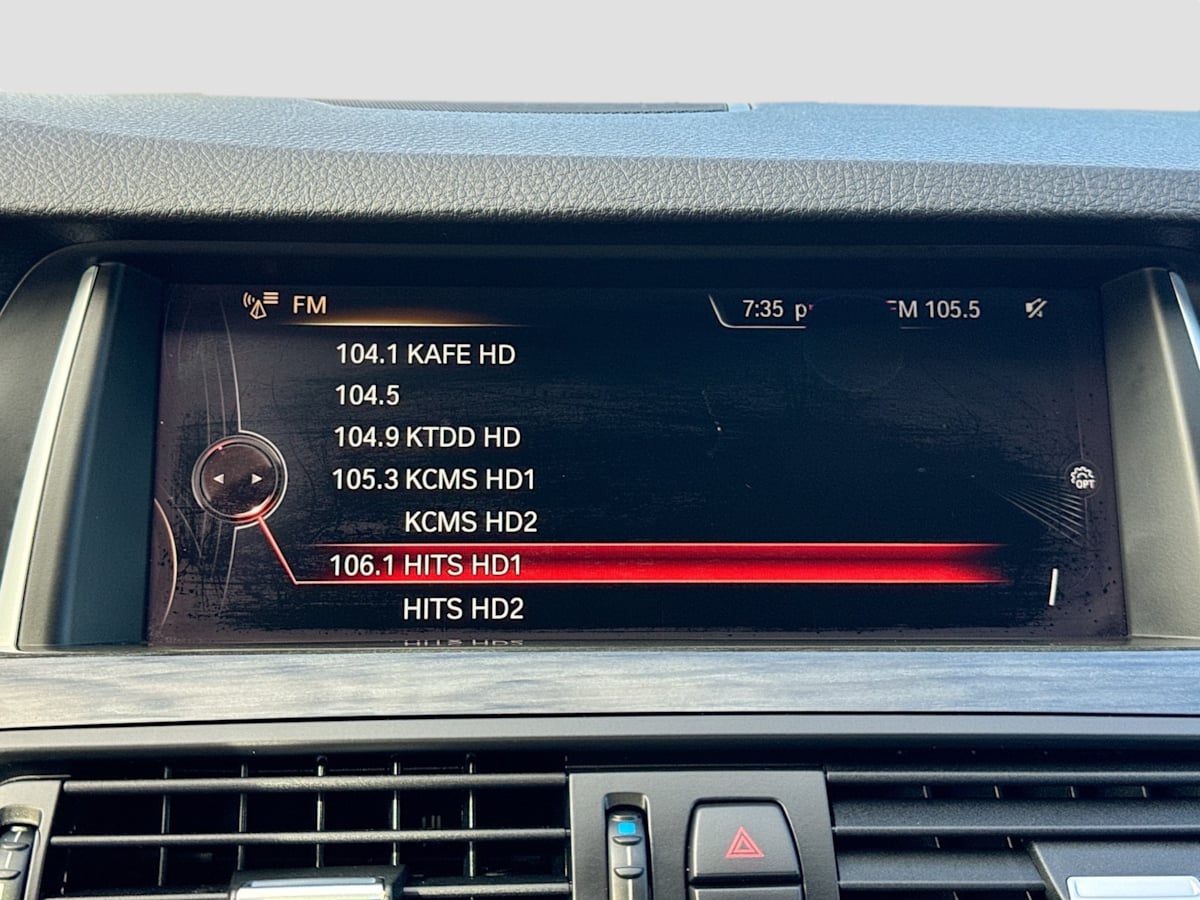 FM
7:35
FM 105.5
104.1 KAFE HD
104.5
104.9 KTDD HD
105.3 KCMS HD1
KCMS HD2
106.1 HITS HD1
HITS HD2
OPT